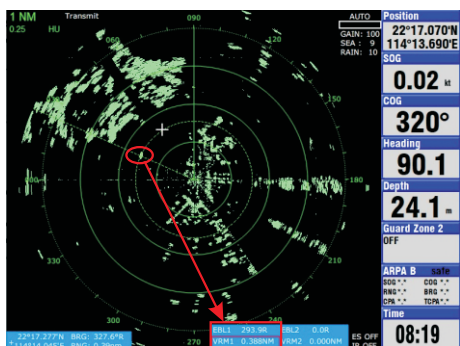 1 NM
0.25
HU
Transmit
090
060
120
150
180
210
270
330
AUTO
GAIN: 100
SEA : 9
RAIN: 10
Position
22°17.070'N
114°13.690'E
SOG
0.02 kt
COG
320°
Heading
90.1
Depth
24.1 m
Guard Zone 2
OFF
ARPA B safe
SOG *.* COG *.*
RNG*.* BRG *.*
CPA *.* TCPA*.*
Time
08:19
22°17.277'N BRG: 327.6°R
EBL1 293.9R EBL2 0.0R
VRM1 0.388NM VRM2 0.000NM
ES OFF
IR OFF